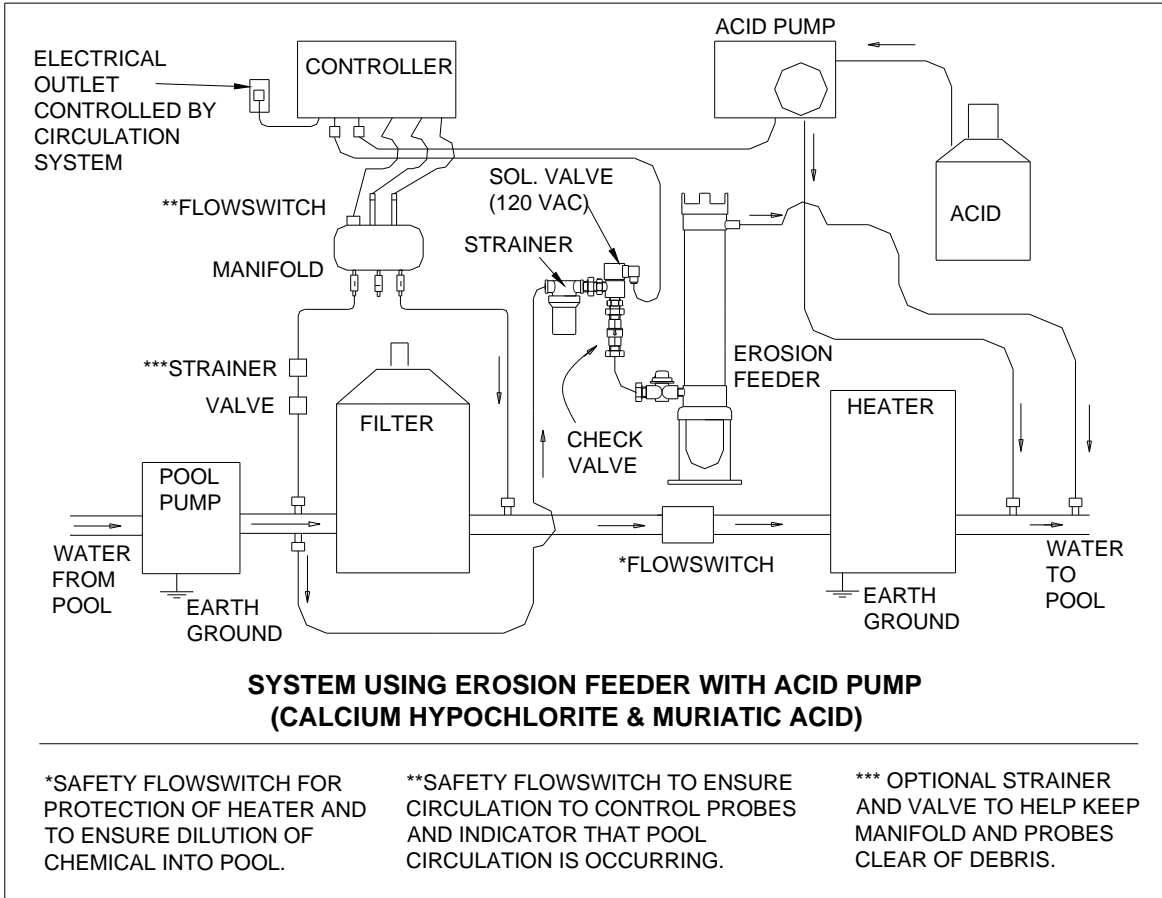 ACID PUMP
ELECTRICAL
OUTLET
CONTROLLED BY
CIRCULATION
SYSTEM
CONTROLLER
SOL. VALVE
(120 VAC)
ACID
**FLOWSWITCH
STRAINER
MANIFOLD
***STRAINER
VALVE
FILTER
EROSION
FEEDER
HEATER
CHECK
VALVE
POOL
PUMP
WATER
FROM
POOL
EARTH
GROUND
*FLOWSWITCH
EARTH
GROUND
WATER
TO
POOL
SYSTEM USING EROSION FEEDER WITH ACID PUMP
(CALCIUM HYPOCHLORITE & MURIATIC ACID)
*SAFETY FLOWSWITCH FOR
PROTECTION OF HEATER AND
TO ENSURE DILUTION OF
CHEMICAL INTO POOL.
**SAFETY FLOWSWITCH TO ENSURE
CIRCULATION TO CONTROL PROBES
AND INDICATOR THAT POOL
CIRCULATION IS OCCURRING.
*** OPTIONAL STRAINER
AND VALVE TO HELP KEEP
MANIFOLD AND PROBES
CLEAR OF DEBRIS.